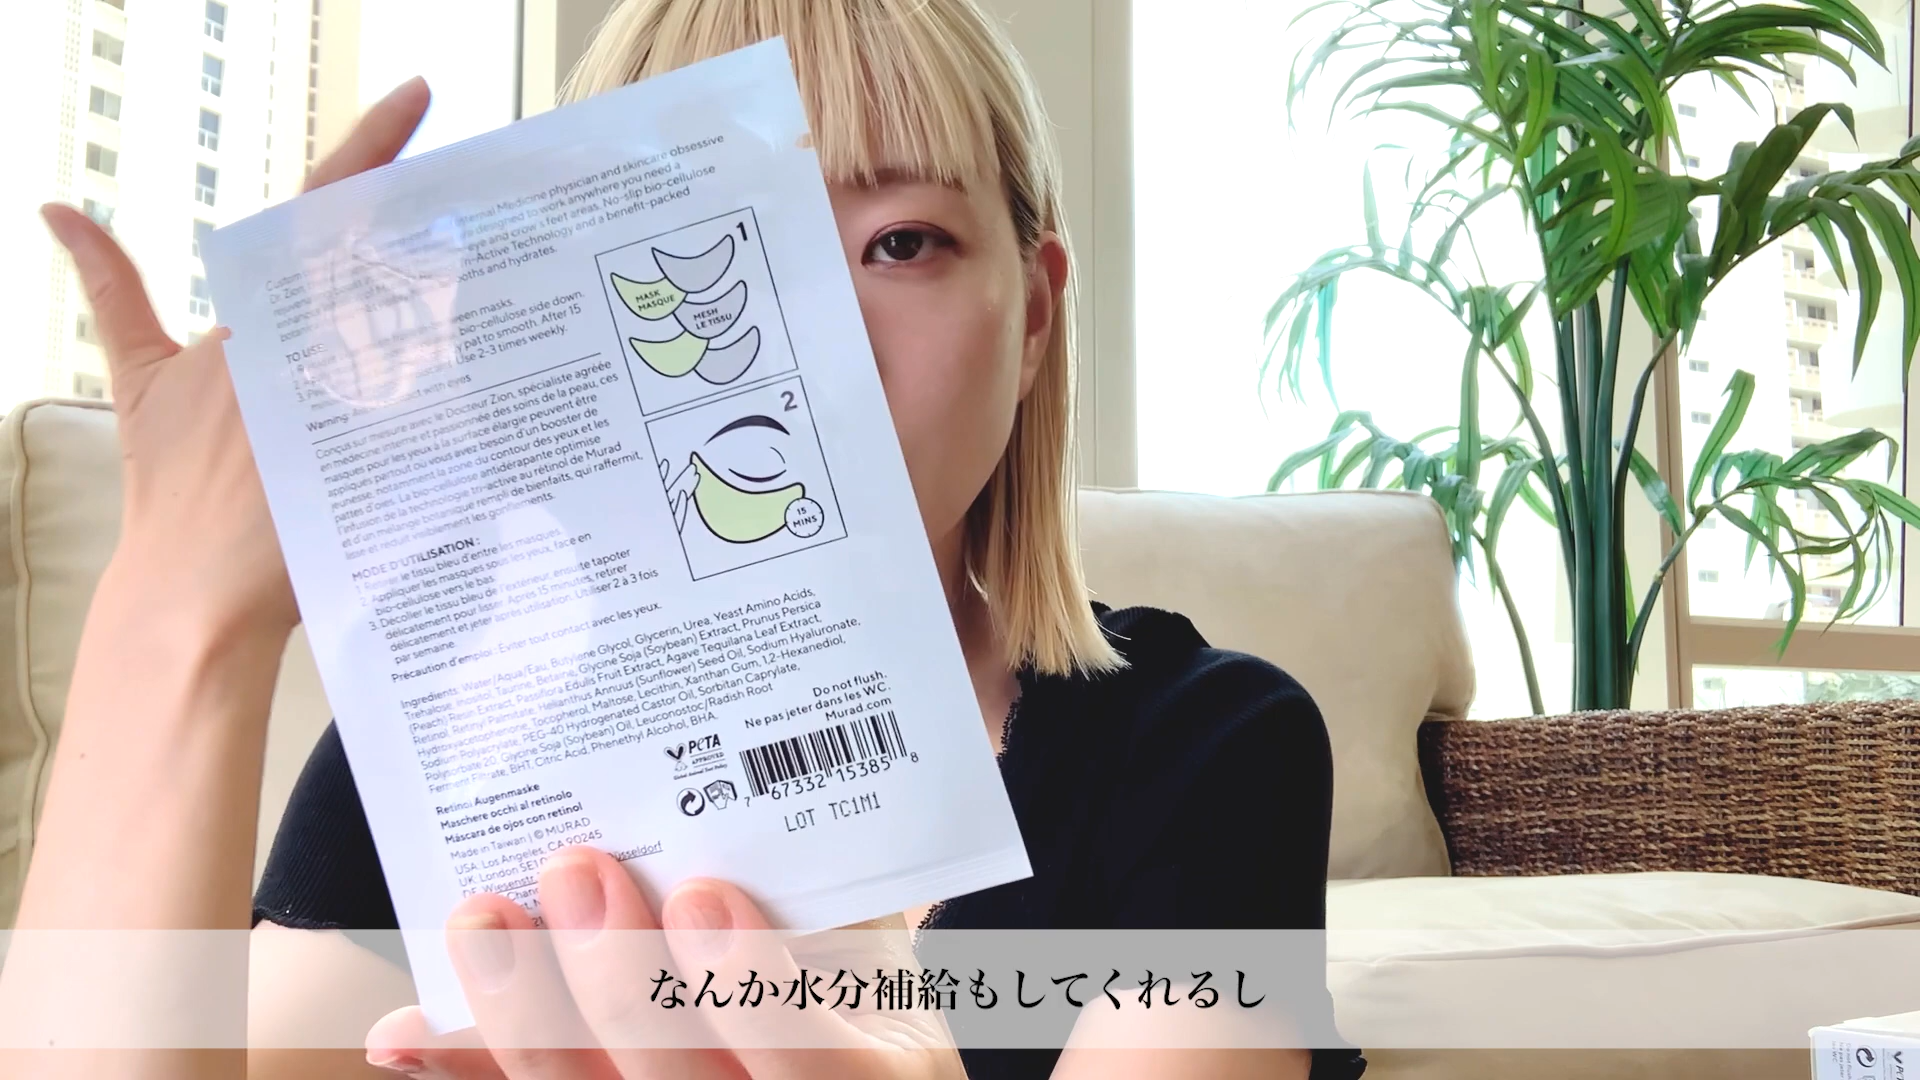 Internal Medicine physician and skincare obsessive
designed to work anywhere you need a
eye and crow's feet areas. No-slip bio-cellulose
Technology and a benefit-packed
and hydrates.
TO USE
between masks.
bio-cellulose side down.
pat to smooth. After 15
Use 2-3 times weekly.
Warning: Avoid contact with eyes.
Conçus sur mesure avec le Docteur Zion, spécialiste agréée
en médecine interne et passionnée des soins de la peau, ces
masques pour les yeux à la surface élargie peuvent être
appliqués partout où vous avez besoin d'un booster de
jeunesse, notamment la zone du contour des yeux et les
pattes d'oies. La bio-cellulose antidérapante optimise
l'infusion de la technologie tri-active au rétinol de Murad
et d'un mélange botanique rempli de bienfaits, qui raffermit,
lisse et réduit visiblement les gonflements.
MODE D'UTILISATION :
1. Retirer le tissu bleu d'entre les masques.
2. Appliquer les masques sous les yeux, face en
bio-cellulose vers le bas.
3. Décoller le tissu bleu de l'extérieur, ensuite tapoter
délicatement pour lisser. Après 15 minutes, retirer
délicatement et jeter après utilisation. Utiliser 2 à 3 fois
par semaine.
Précaution d'emploi : Éviter tout contact avec les yeux.
1
MASK
MASQUE
MESH
LE TISSU
2
15
MINS
Ingredients: Water/Aqua/Eau, Butylene Glycol, Glycerin, Urea, Yeast Amino Acids,
Trehalose, Inositol, Taurine, Betaine, Glycine Soja (Soybean) Extract, Prunus Persica
(Peach) Resin Extract, Passiflora Edulis Fruit Extract, Agave Tequilana Leaf Extract,
Retinol, Retinyl Palmitate, Helianthus Annuus (Sunflower) Seed Oil, Sodium Hyaluronate,
Hydroxyacetophenone, Tocopherol, Maltose, Lecithin, Xanthan Gum, 1,2-Hexanediol,
Sodium Polyacrylate, PEG-40 Hydrogenated Castor Oil, Sorbitan Caprylate,
Polysorbate 20, Glycine Soja (Soybean) Oil, Leuconostoc/Radish Root
Ferment Filtrate, BHT, Citric Acid, Phenethyl Alcohol, BHA.
Do not flush.
Ne pas jeter dans les WC.
Murad.com
PETA
APPROVED
Global Animal Test Policy
7 67332 15385 8
LOT TC1M1
Retinol Augenmaske
Maschere occhi al retinolo
Máscara de ojos con retinol
Made in Taiwan | © MURAD
USA, Los Angeles, CA 90245
UK: London SE1
DE: Wiesenstr. Düsseldorf
なんか水分補給もしてくれるし